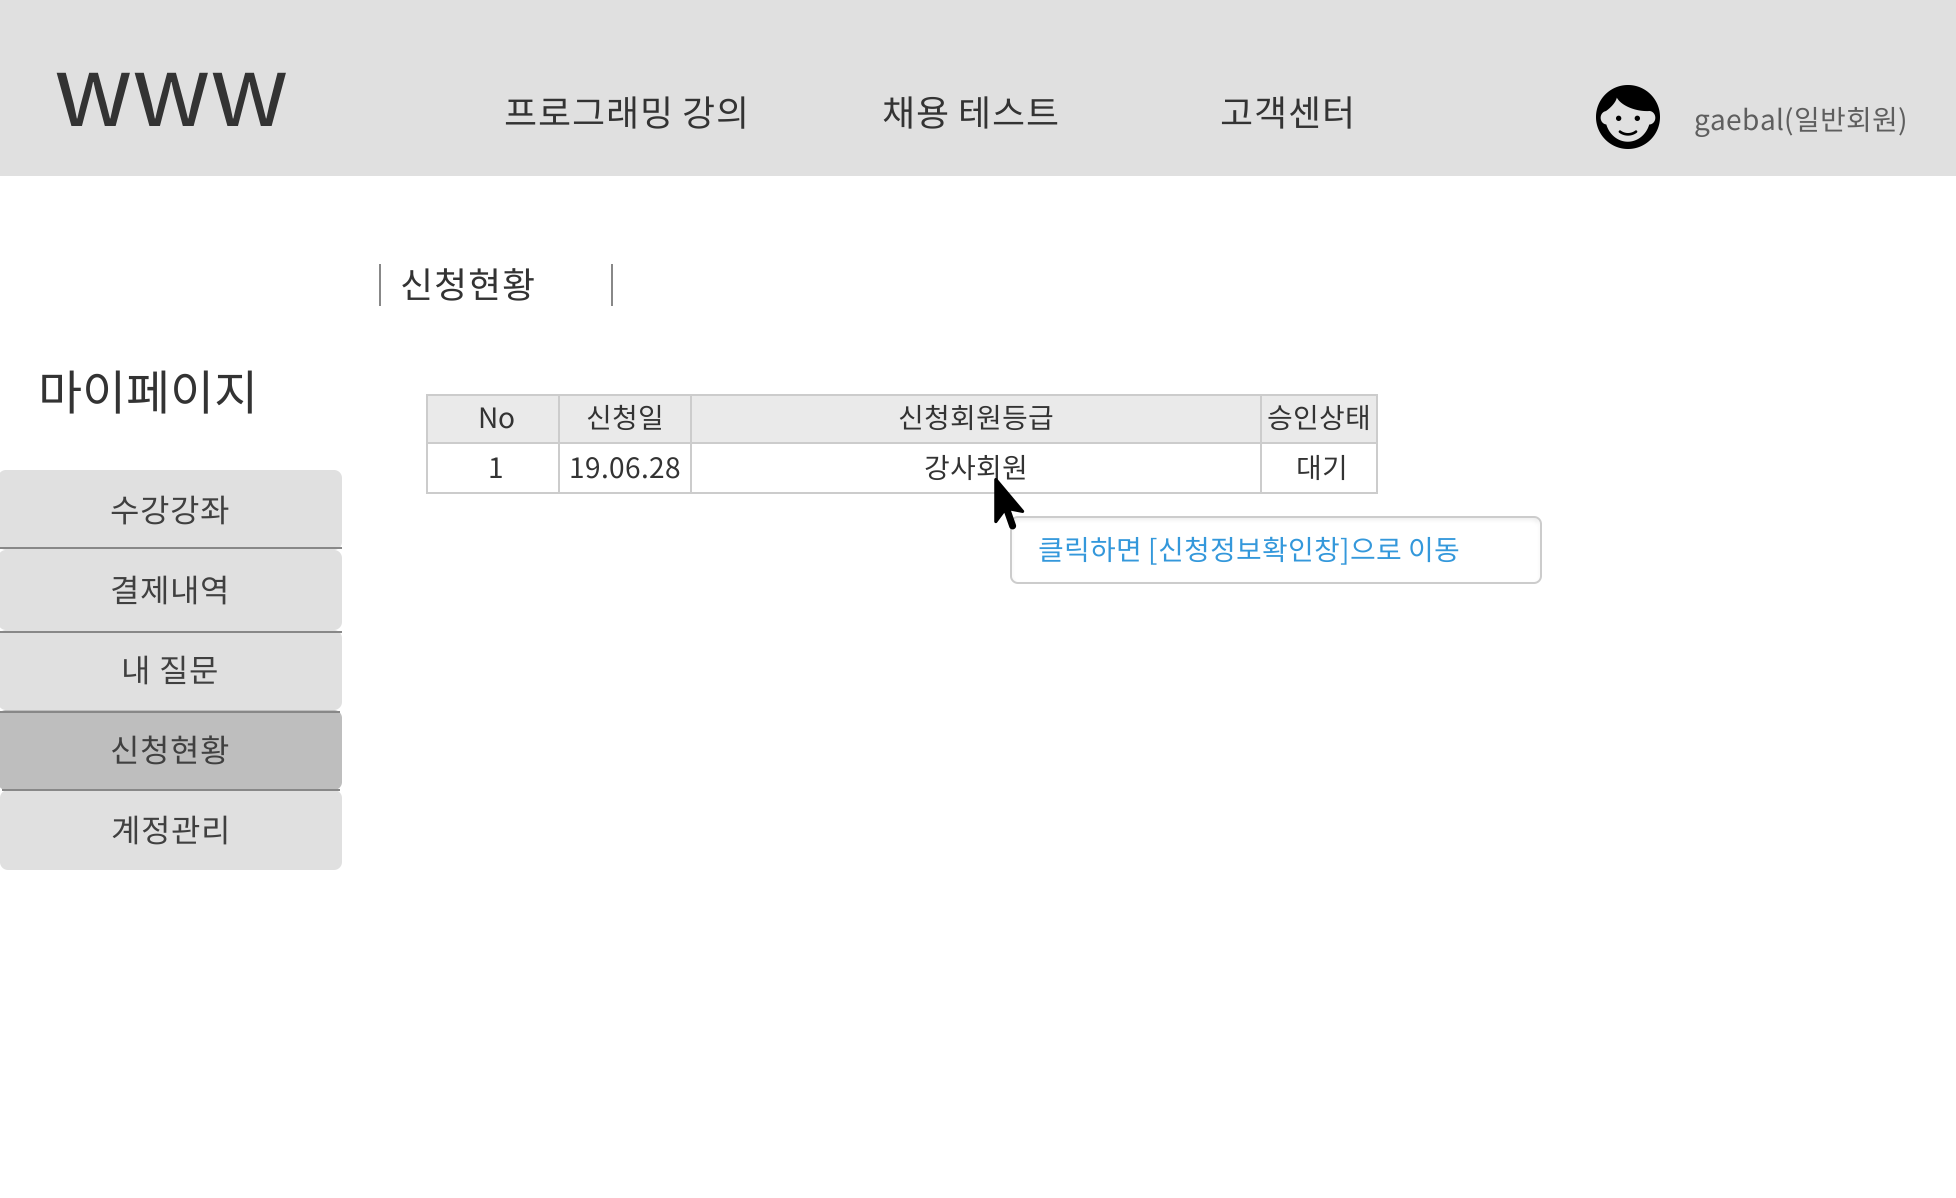 WWW
프로그래밍 강의
채용 테스트
고객센터
gaebal(일반회원)
신청현황
마이페이지
수강강좌
결제내역
내 질문
신청현황
계정관리
No 신청일 신청회원등급 승인상태
1 19.06.28 강사회원 대기
클릭하면 [신청정보확인창]으로 이동